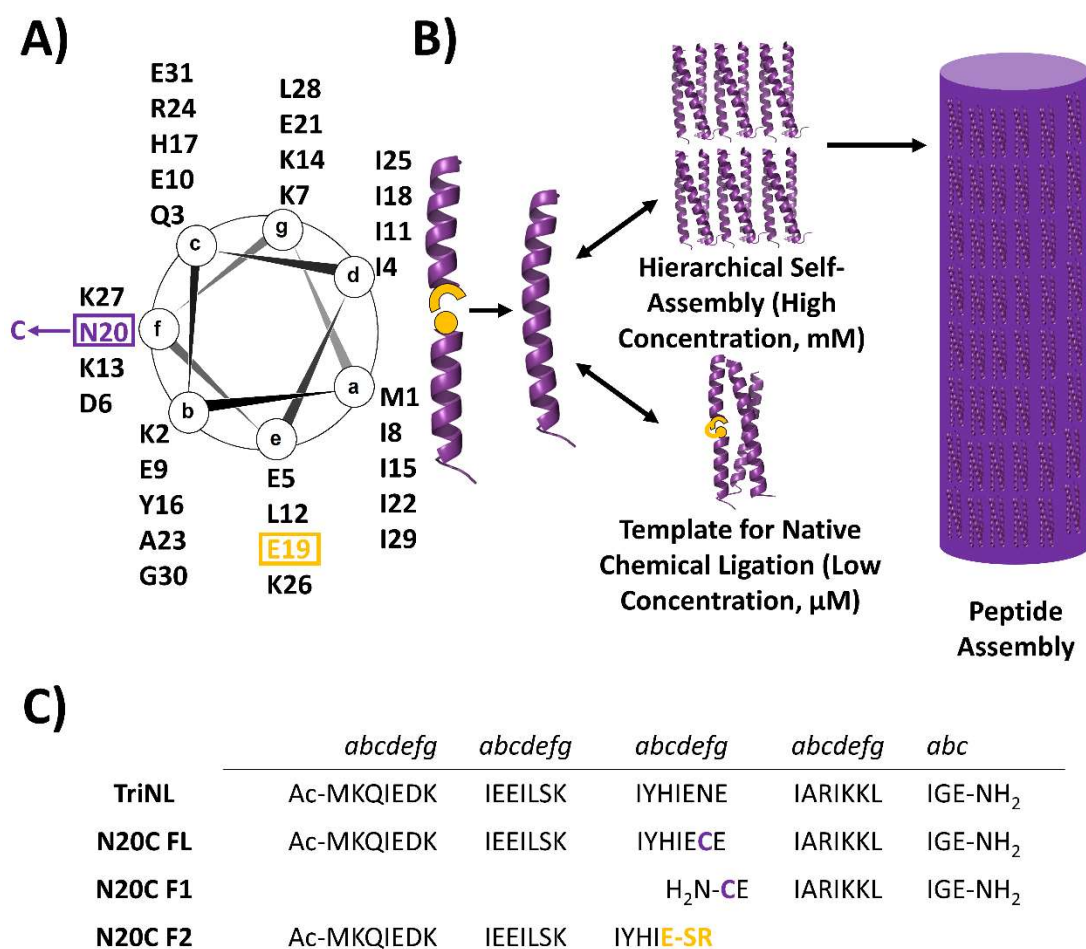 A)
E31
R24
H17
E10
Q3
L28
E21
K14
K7
I25
I18
I11
I4
c
g
d
f
a
b
e
K27
C
N20
K13
D6
K2
E9
Y16
A23
G30
E5
L12
E19
K26
M1
I8
I15
I22
I29
B)
Hierarchical Self-
Assembly (High
Concentration, mM)
Template for Native
Chemical Ligation (Low
Concentration, µM)
Peptide
Assembly
C)
abcdefg abcdefg abcdefg abcdefg abc
TriNL Ac-MKQIEDK IEEILSK IYHIENE IARIKKL IGE-NH₂
N20C FL Ac-MKQIEDK IEEILSK IYHIECE IARIKKL IGE-NH₂
N20C F1 H₂N-CE IARIKKL IGE-NH₂
N20C F2 Ac-MKQIEDK IEEILSK IYHIE-SR